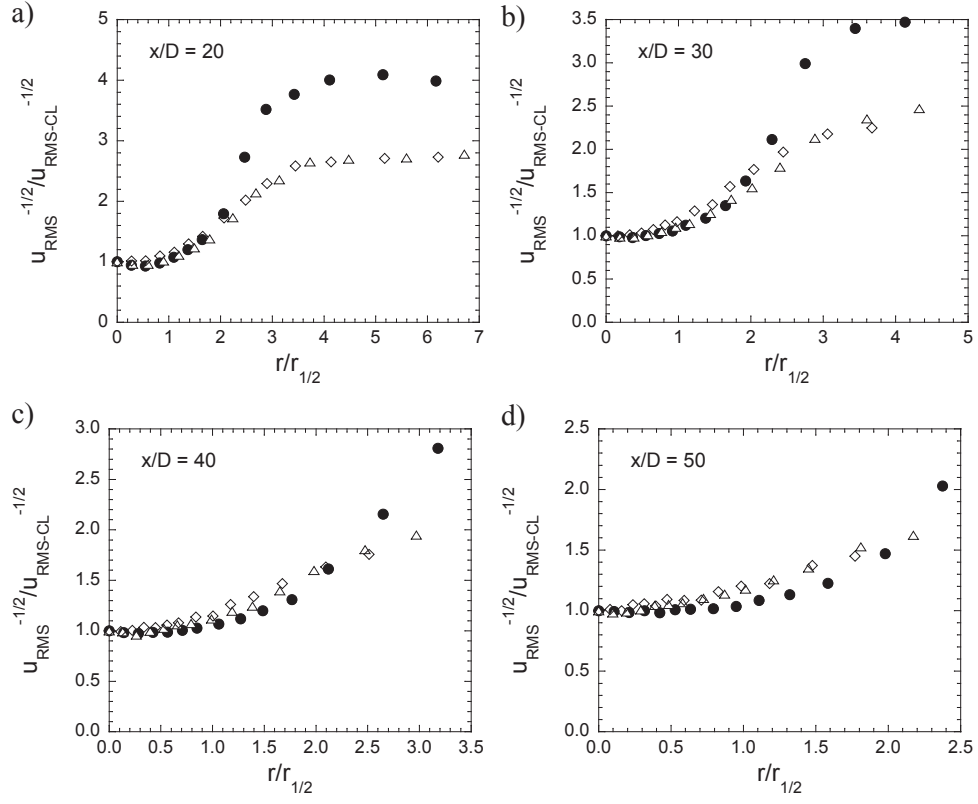 a)
x/D = 20
u_RMS^-1/2/u_RMS-CL^-1/2
5
4
3
2
1
0
0 1 2 3 4 5 6 7
r/r_1/2
b)
x/D = 30
u_RMS^-1/2/u_RMS-CL^-1/2
3.5
3.0
2.5
2.0
1.5
1.0
0.5
0.0
0 1 2 3 4 5
r/r_1/2
c)
x/D = 40
u_RMS^-1/2/u_RMS-CL^-1/2
3.0
2.5
2.0
1.5
1.0
0.5
0.0
0.0 0.5 1.0 1.5 2.0 2.5 3.0 3.5
r/r_1/2
d)
x/D = 50
u_RMS^-1/2/u_RMS-CL^-1/2
2.5
2.0
1.5
1.0
0.5
0.0
0.0 0.5 1.0 1.5 2.0 2.5
r/r_1/2